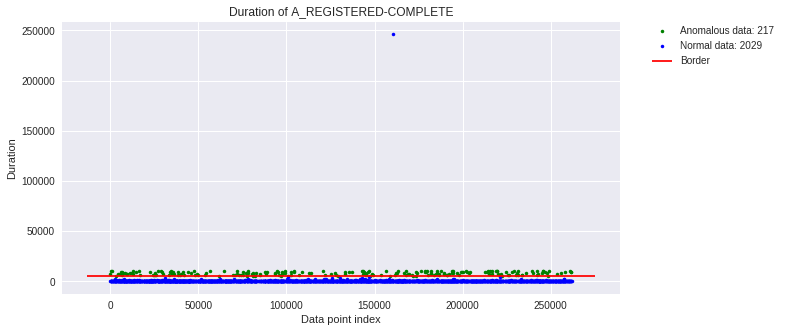 Duration of A_REGISTERED-COMPLETE
Anomalous data: 217
Normal data: 2029
Border
250000
200000
150000
100000
50000
0
Duration
0 50000 100000 150000 200000 250000
Data point index